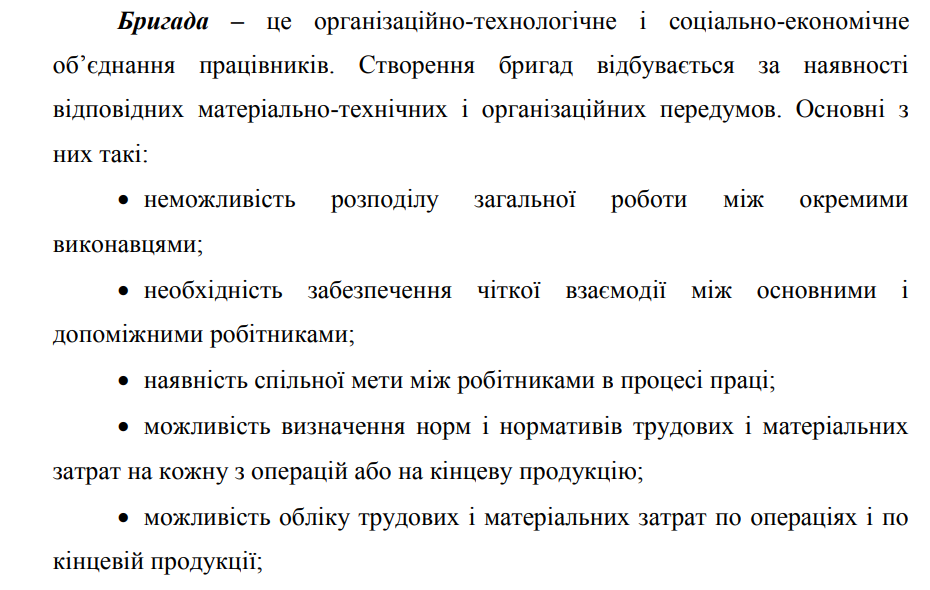 Бригада – це організаційно-технологічне і соціально-економічне
об’єднання працівників. Створення бригад відбувається за наявності
відповідних матеріально-технічних і організаційних передумов. Основні з
них такі:
• неможливість розподілу загальної роботи між окремими
виконавцями;
• необхідність забезпечення чіткої взаємодії між основними і
допоміжними робітниками;
• наявність спільної мети між робітниками в процесі праці;
• можливість визначення норм і нормативів трудових і матеріальних
затрат на кожну з операцій або на кінцеву продукцію;
• можливість обліку трудових і матеріальних затрат по операціях і по
кінцевій продукції;